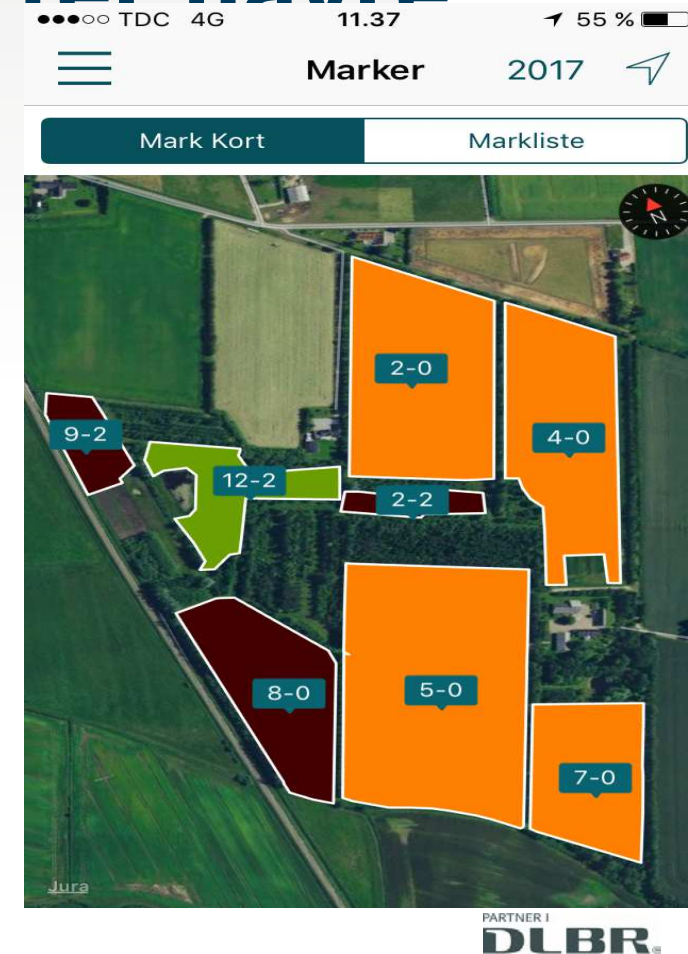 TDC 4G 11.37 55 %
Marker 2017
Mark Kort Markliste
N
2-0
4-0
9-2
12-2
2-2
8-0
5-0
7-0
Jura
PARTNER I
DLBR.